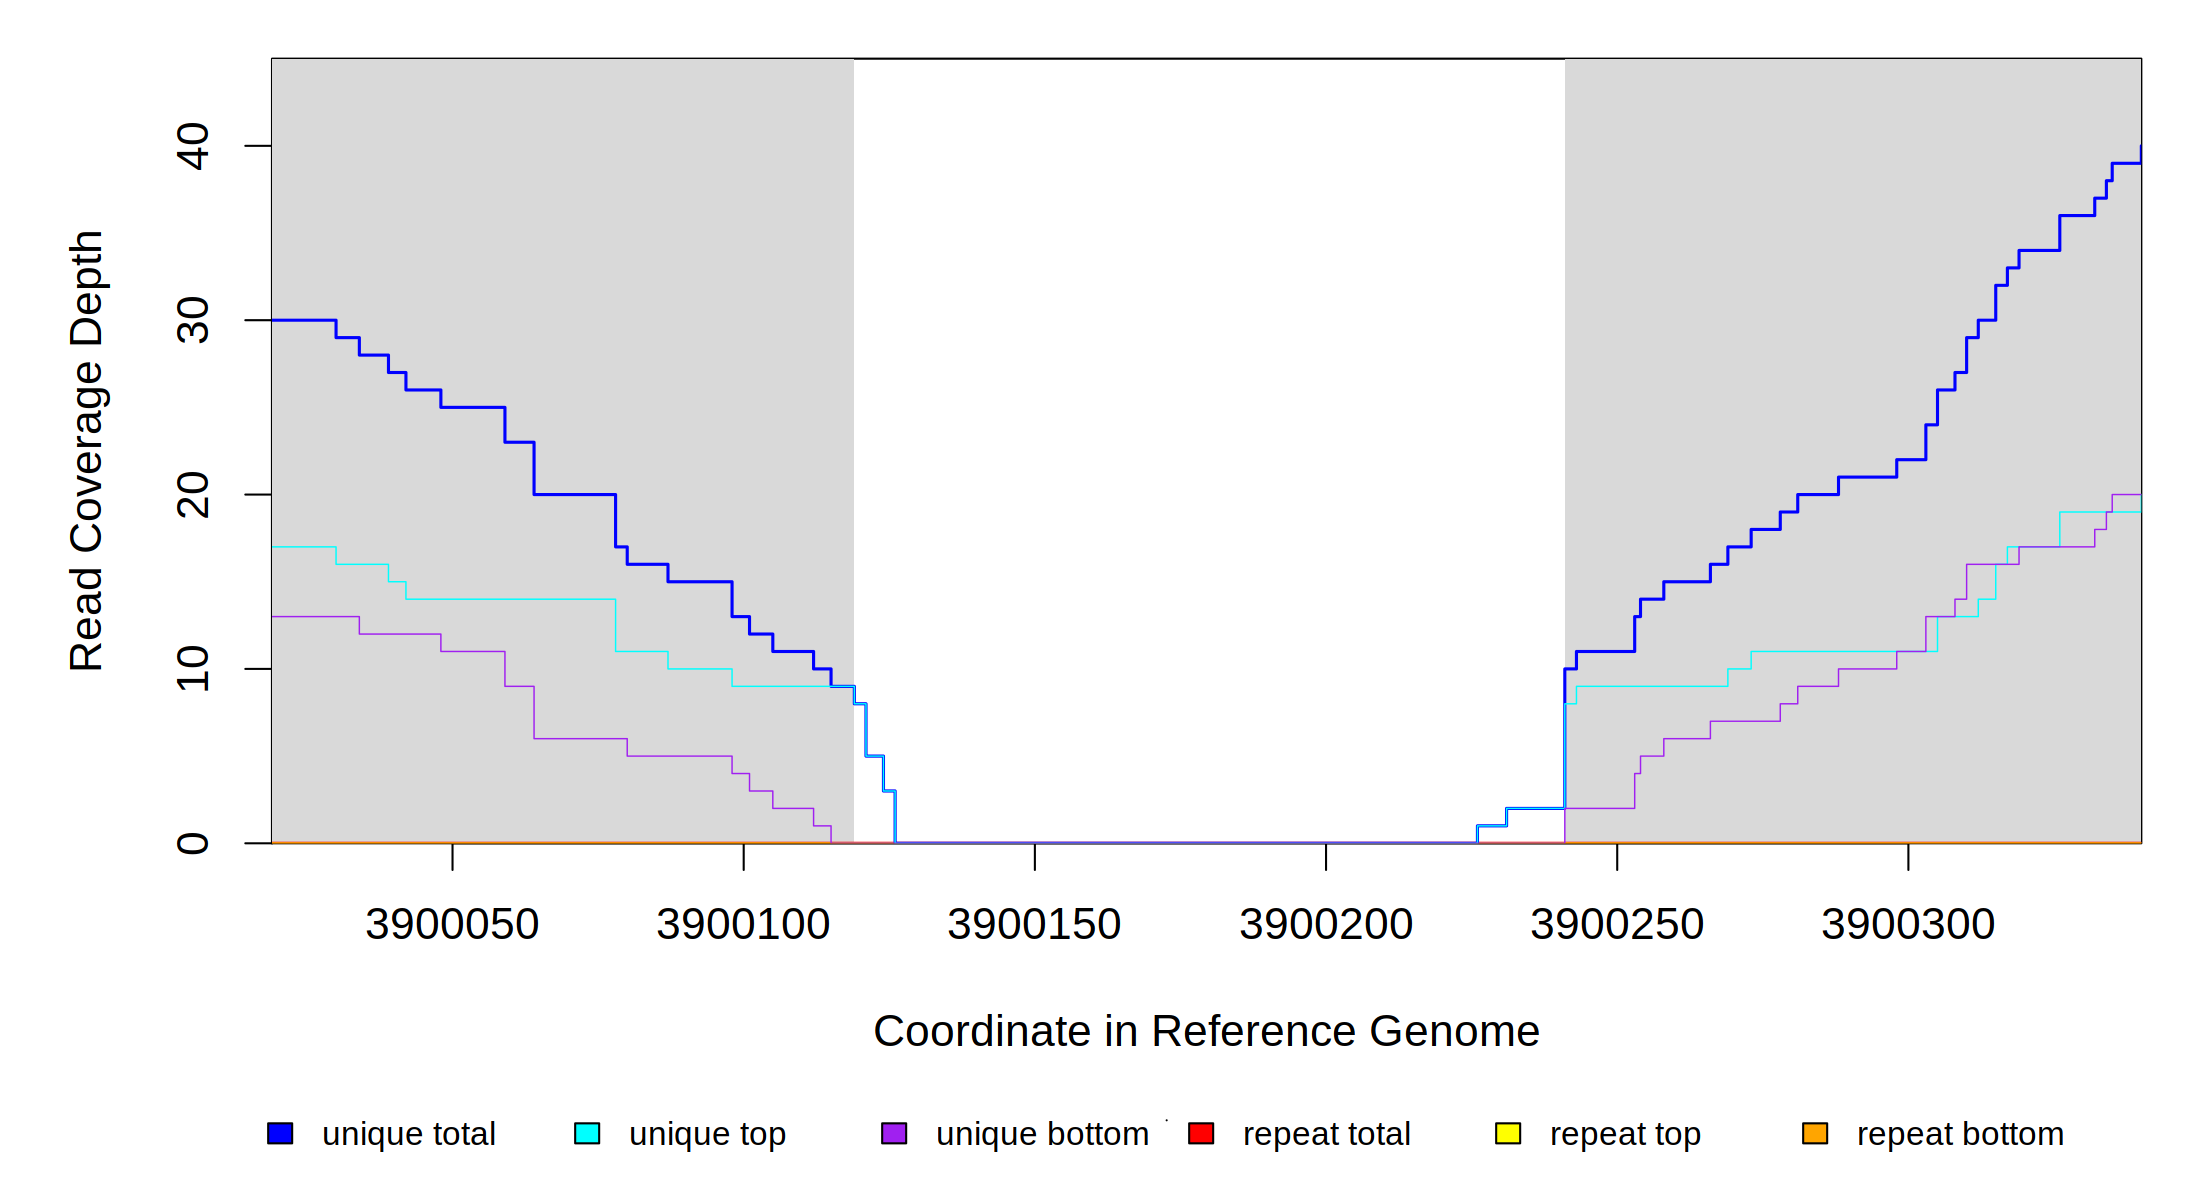 40
30
20
10
0
Read Coverage Depth
3900050 3900100 3900150 3900200 3900250 3900300
Coordinate in Reference Genome
unique total unique top unique bottom repeat total repeat top repeat bottom